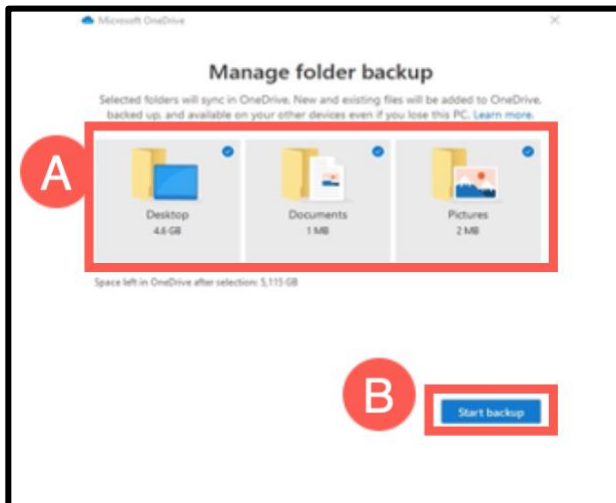 Microsoft OneDrive
Manage folder backup
Selected folders will sync in OneDrive. New and existing files will be added to OneDrive,
backed up, and available on your other devices even if you lose this PC. Learn more.
A
Desktop
4.6 GB
Documents
1 MB
Pictures
2 MB
Space left in OneDrive after selection: 5,115 GB
B
Start backup